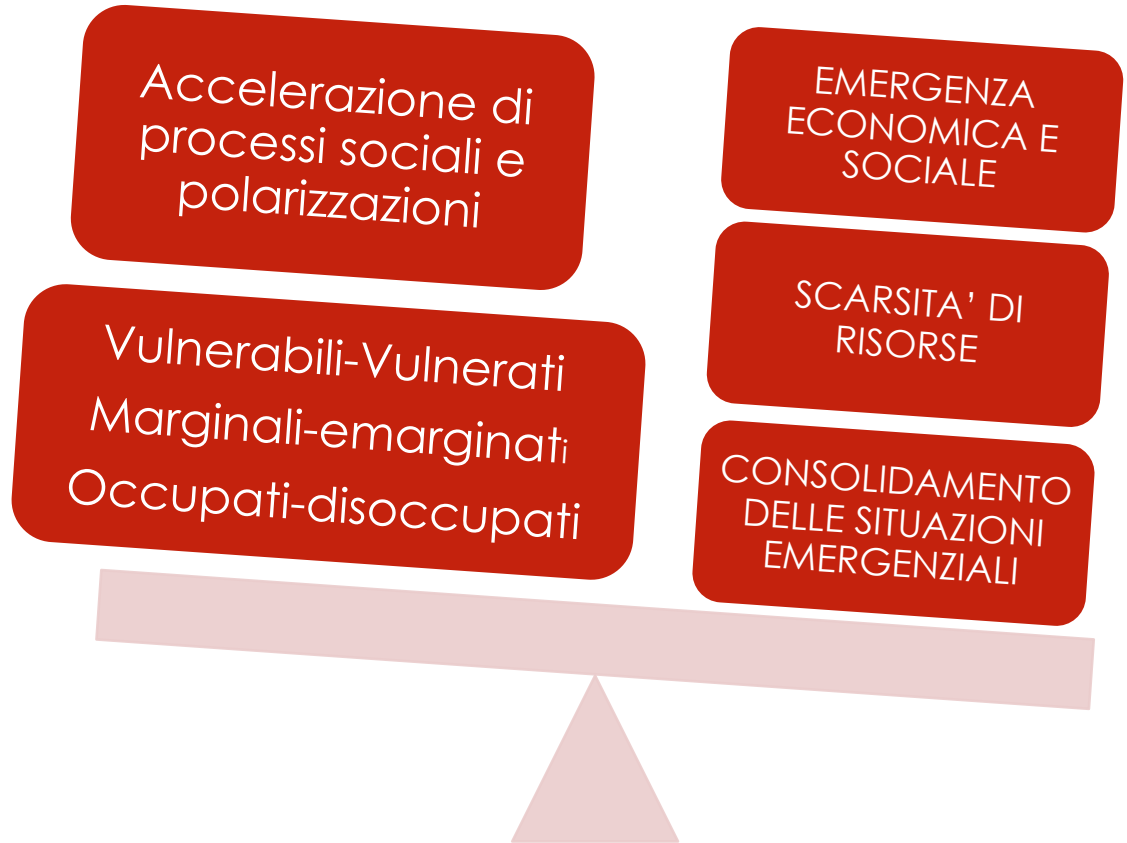 Accelerazione di
processi sociali e
polarizzazioni
Vulnerabili-Vulnerati
Marginali-emarginati
Occupati-disoccupati
EMERGENZA
ECONOMICA E
SOCIALE
SCARSITA’ DI
RISORSE
CONSOLIDAMENTO
DELLE SITUAZIONI
EMERGENZIALI